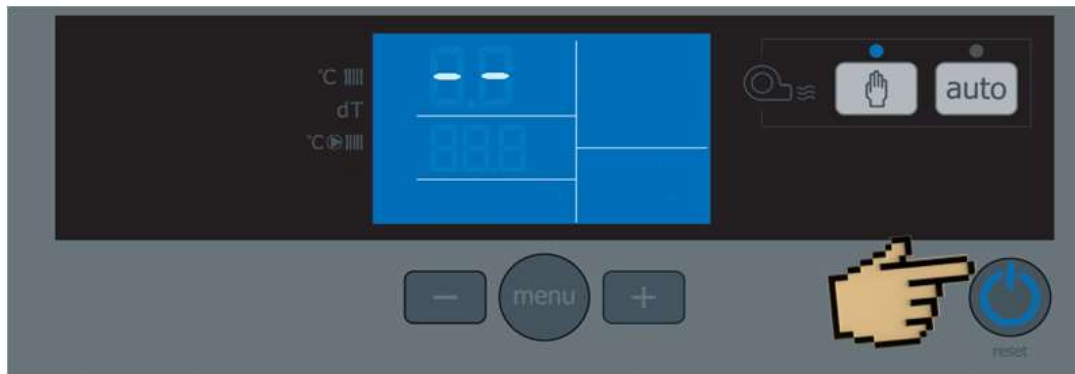 °C
dT
°C
- -
auto
− menu +
reset